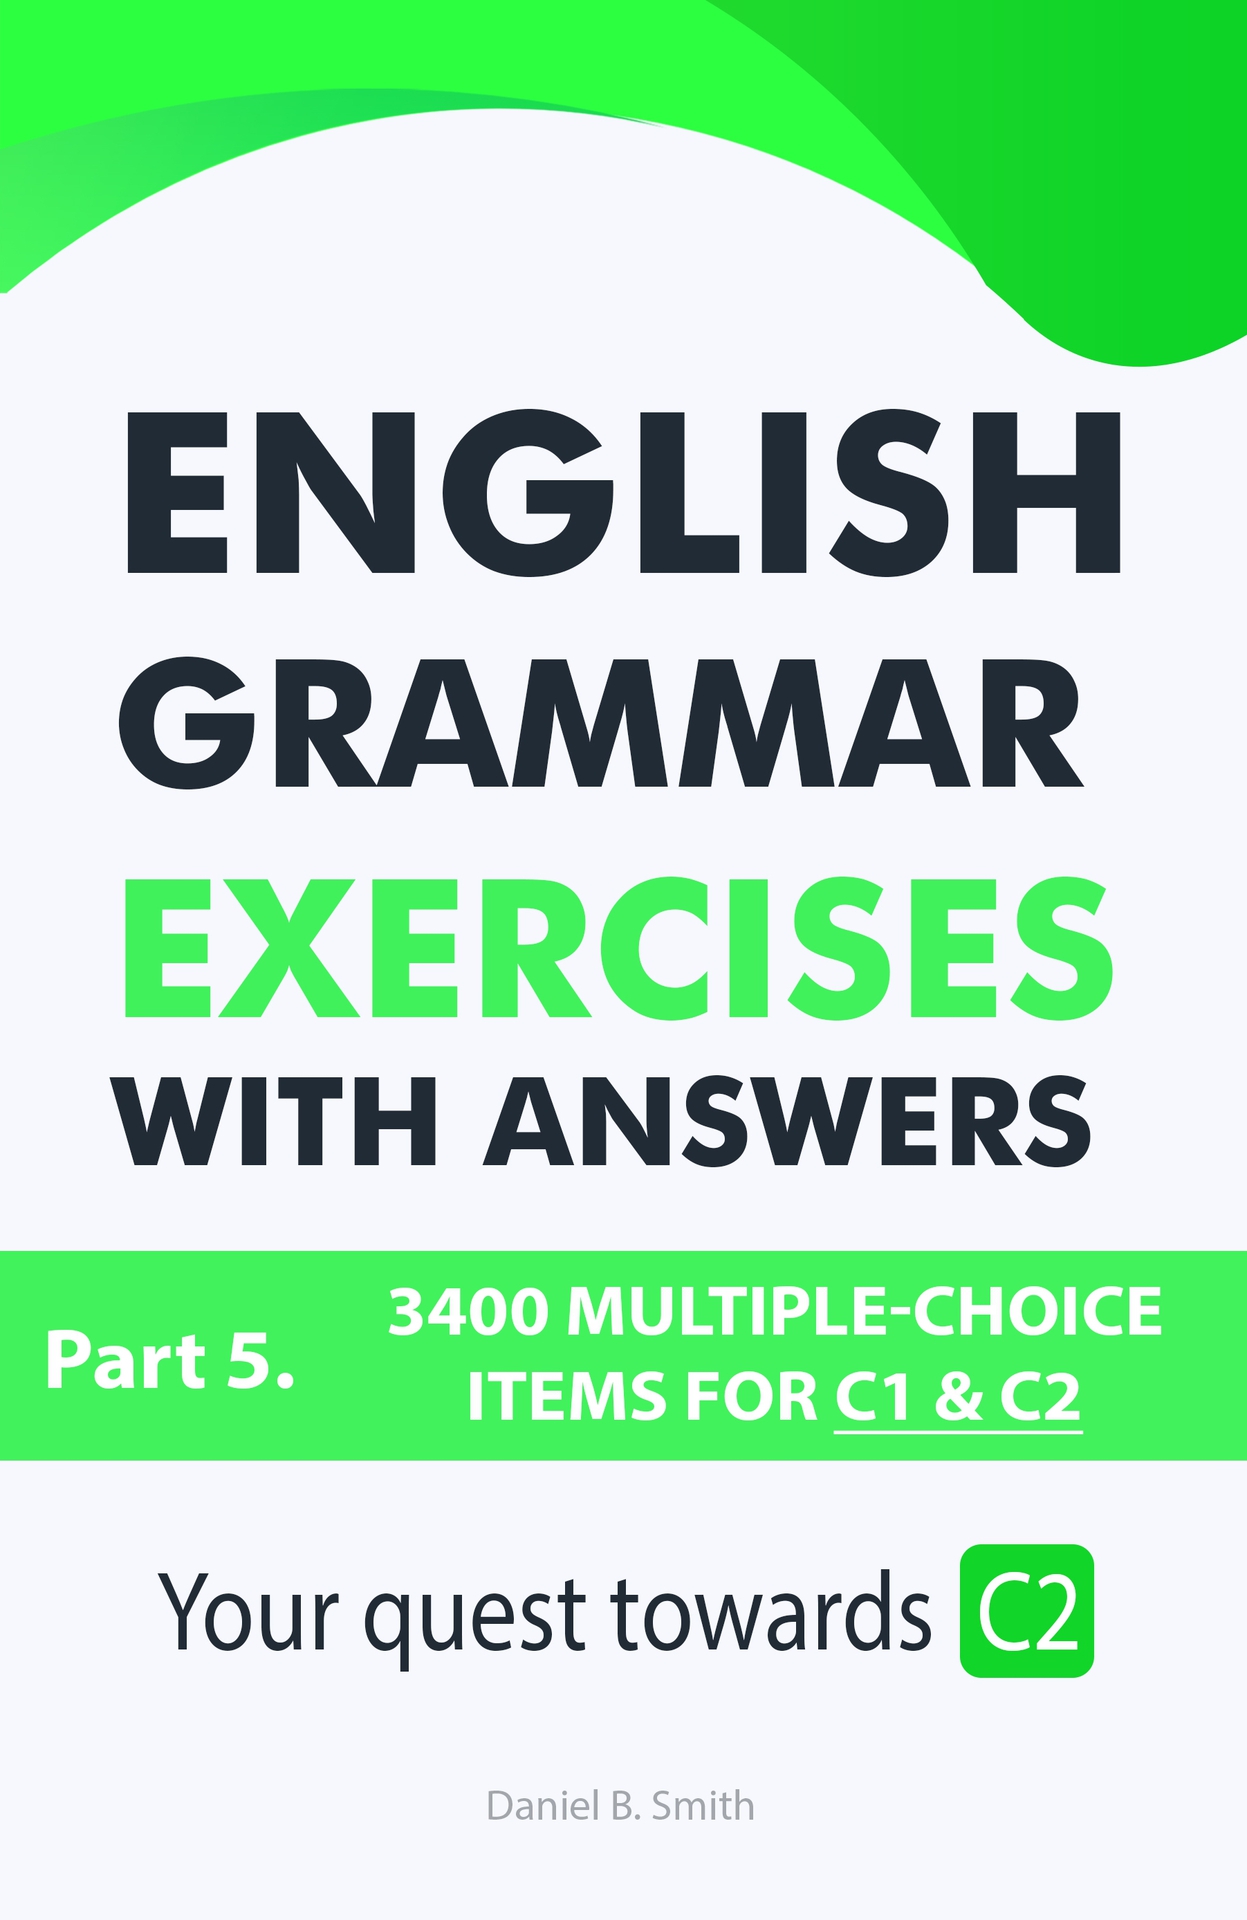 ENGLISH
GRAMMAR
EXERCISES
WITH ANSWERS
Part 5.
3400 MULTIPLE-CHOICE
ITEMS FOR C1 & C2
Your quest towards C2
Daniel B. Smith